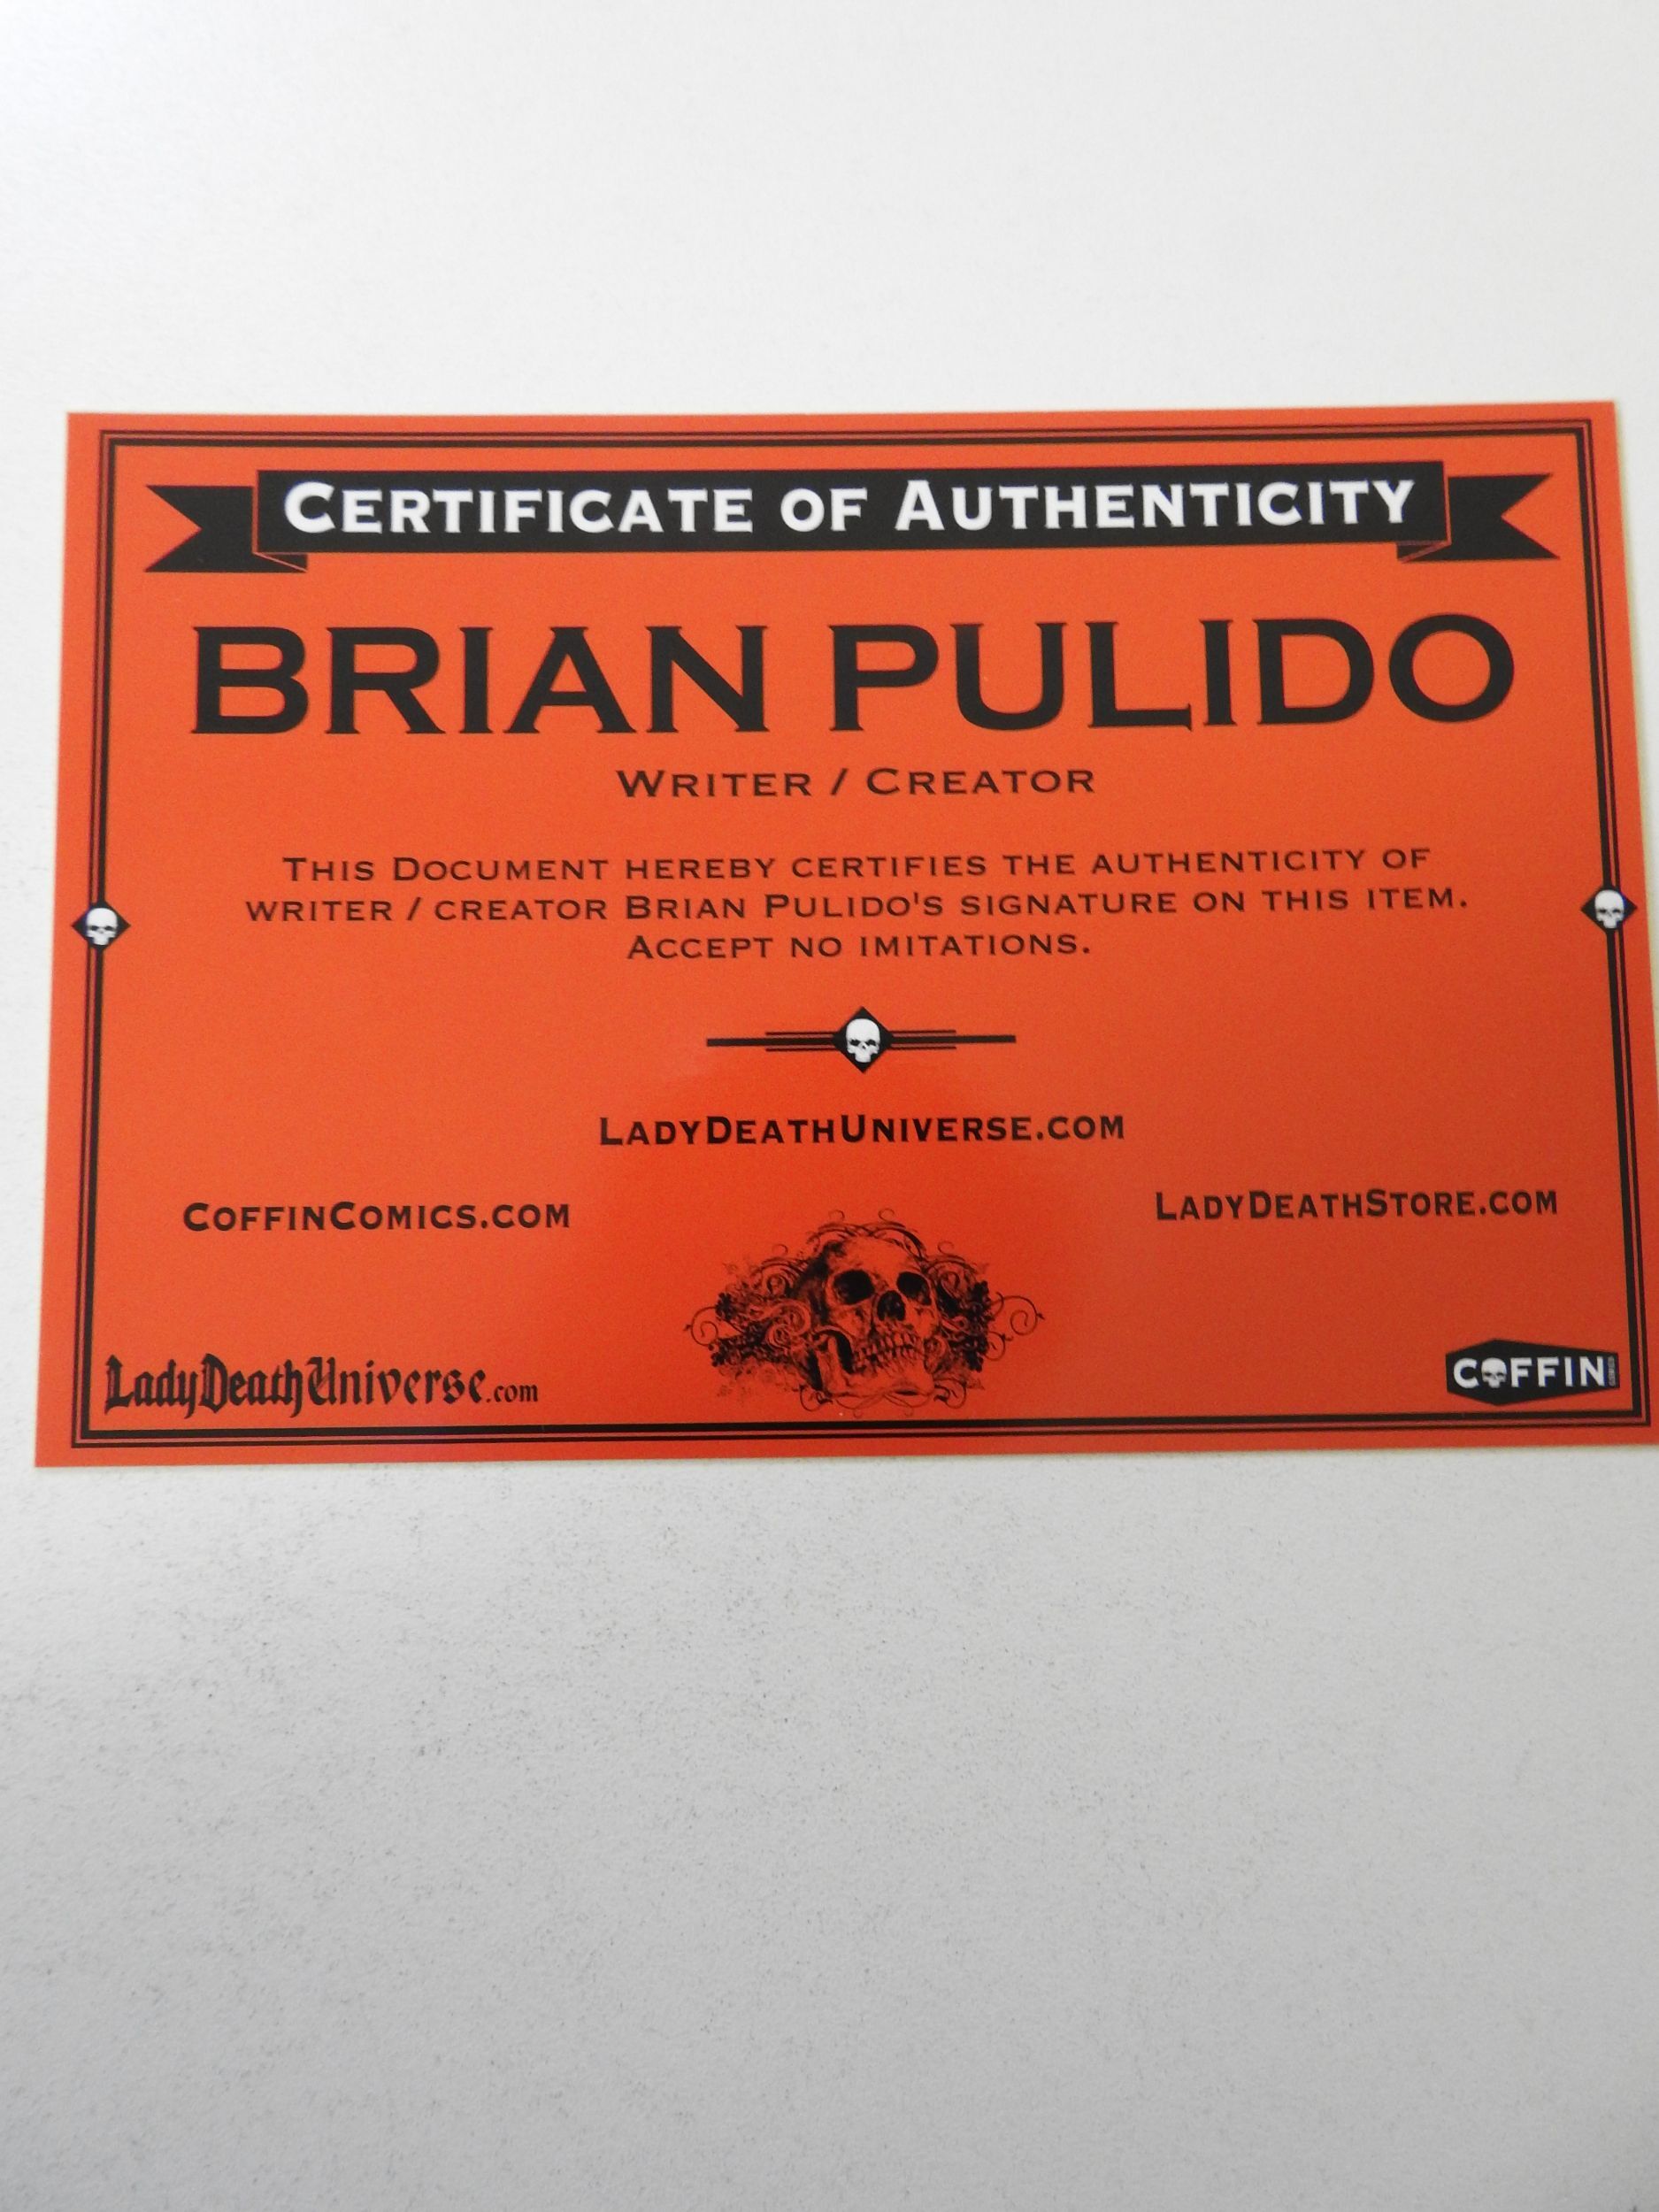 CERTIFICATE OF AUTHENTICITY
BRIAN PULIDO
WRITER / CREATOR
THIS DOCUMENT HEREBY CERTIFIES THE AUTHENTICITY OF
WRITER / CREATOR BRIAN PULIDO'S SIGNATURE ON THIS ITEM.
ACCEPT NO IMITATIONS.
LADYDEATHUNIVERSE.COM
COFFINCOMICS.COM
LADYDEATHSTORE.COM
LadyDeathUniverse.com
COFFIN COMICS